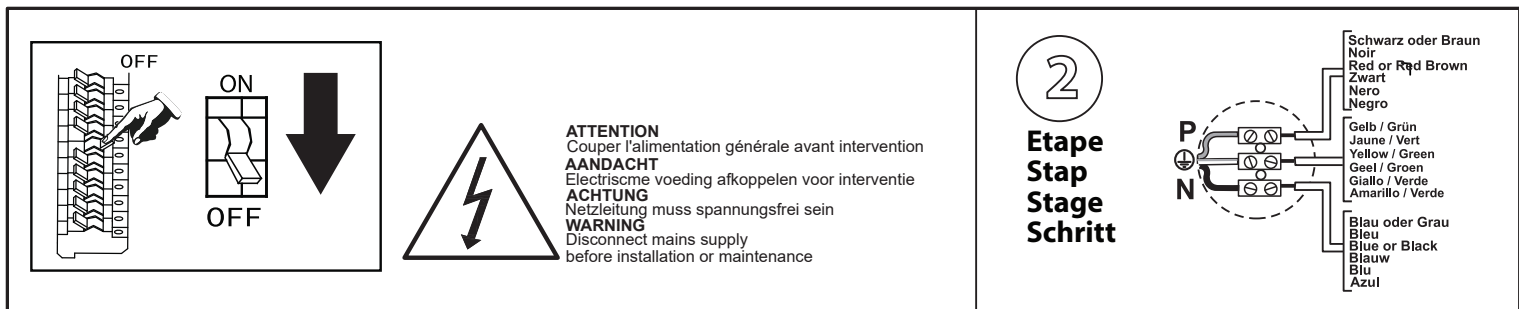 OFF
ON
OFF
ATTENTION
Couper l'alimentation générale avant intervention
AANDACHT
Electriscme voeding afkoppelen voor interventie
ACHTUNG
Netzleitung muss spannungsfrei sein
WARNING
Disconnect mains supply
before installation or maintenance
2
Etape
Stap
Stage
Schritt
P
N
Schwarz oder Braun
Noir
Red or Red Brown
Zwart
Nero
Negro
Gelb / Grün
Jaune / Vert
Yellow / Green
Geel / Groen
Giallo / Verde
Amarillo / Verde
Blau oder Grau
Bleu
Blue or Black
Blauw
Blu
Azul